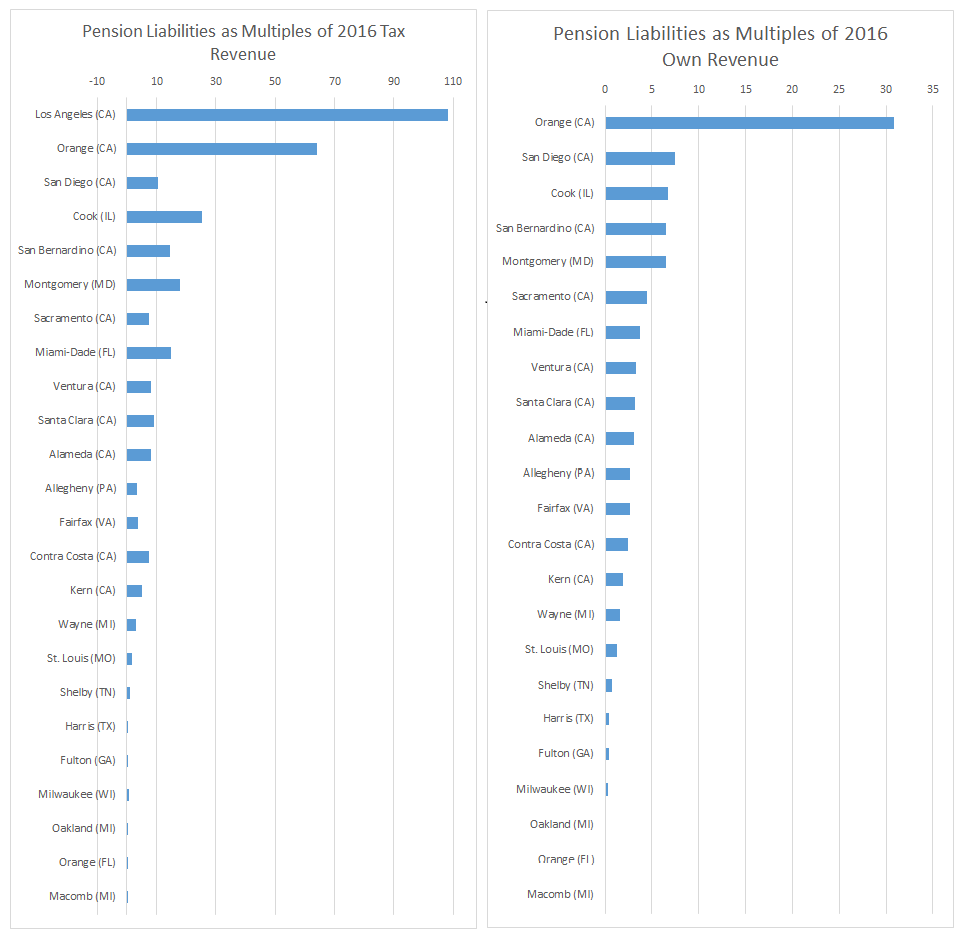 Pension Liabilities as Multiples of 2016 Tax
Revenue
-10 10 30 50 70 90 110
Los Angeles (CA)
Orange (CA)
San Diego (CA)
Cook (IL)
San Bernardino (CA)
Montgomery (MD)
Sacramento (CA)
Miami-Dade (FL)
Ventura (CA)
Santa Clara (CA)
Alameda (CA)
Allegheny (PA)
Fairfax (VA)
Contra Costa (CA)
Kern (CA)
Wayne (MI)
St. Louis (MO)
Shelby (TN)
Harris (TX)
Fulton (GA)
Milwaukee (WI)
Oakland (MI)
Orange (FL)
Macomb (MI)
Pension Liabilities as Multiples of 2016
Own Revenue
0 5 10 15 20 25 30 35
Orange (CA)
San Diego (CA)
Cook (IL)
San Bernardino (CA)
Montgomery (MD)
Sacramento (CA)
Miami-Dade (FL)
Ventura (CA)
Santa Clara (CA)
Alameda (CA)
Allegheny (PA)
Fairfax (VA)
Contra Costa (CA)
Kern (CA)
Wayne (MI)
St. Louis (MO)
Shelby (TN)
Harris (TX)
Fulton (GA)
Milwaukee (WI)
Oakland (MI)
Orange (FL)
Macomb (MI)